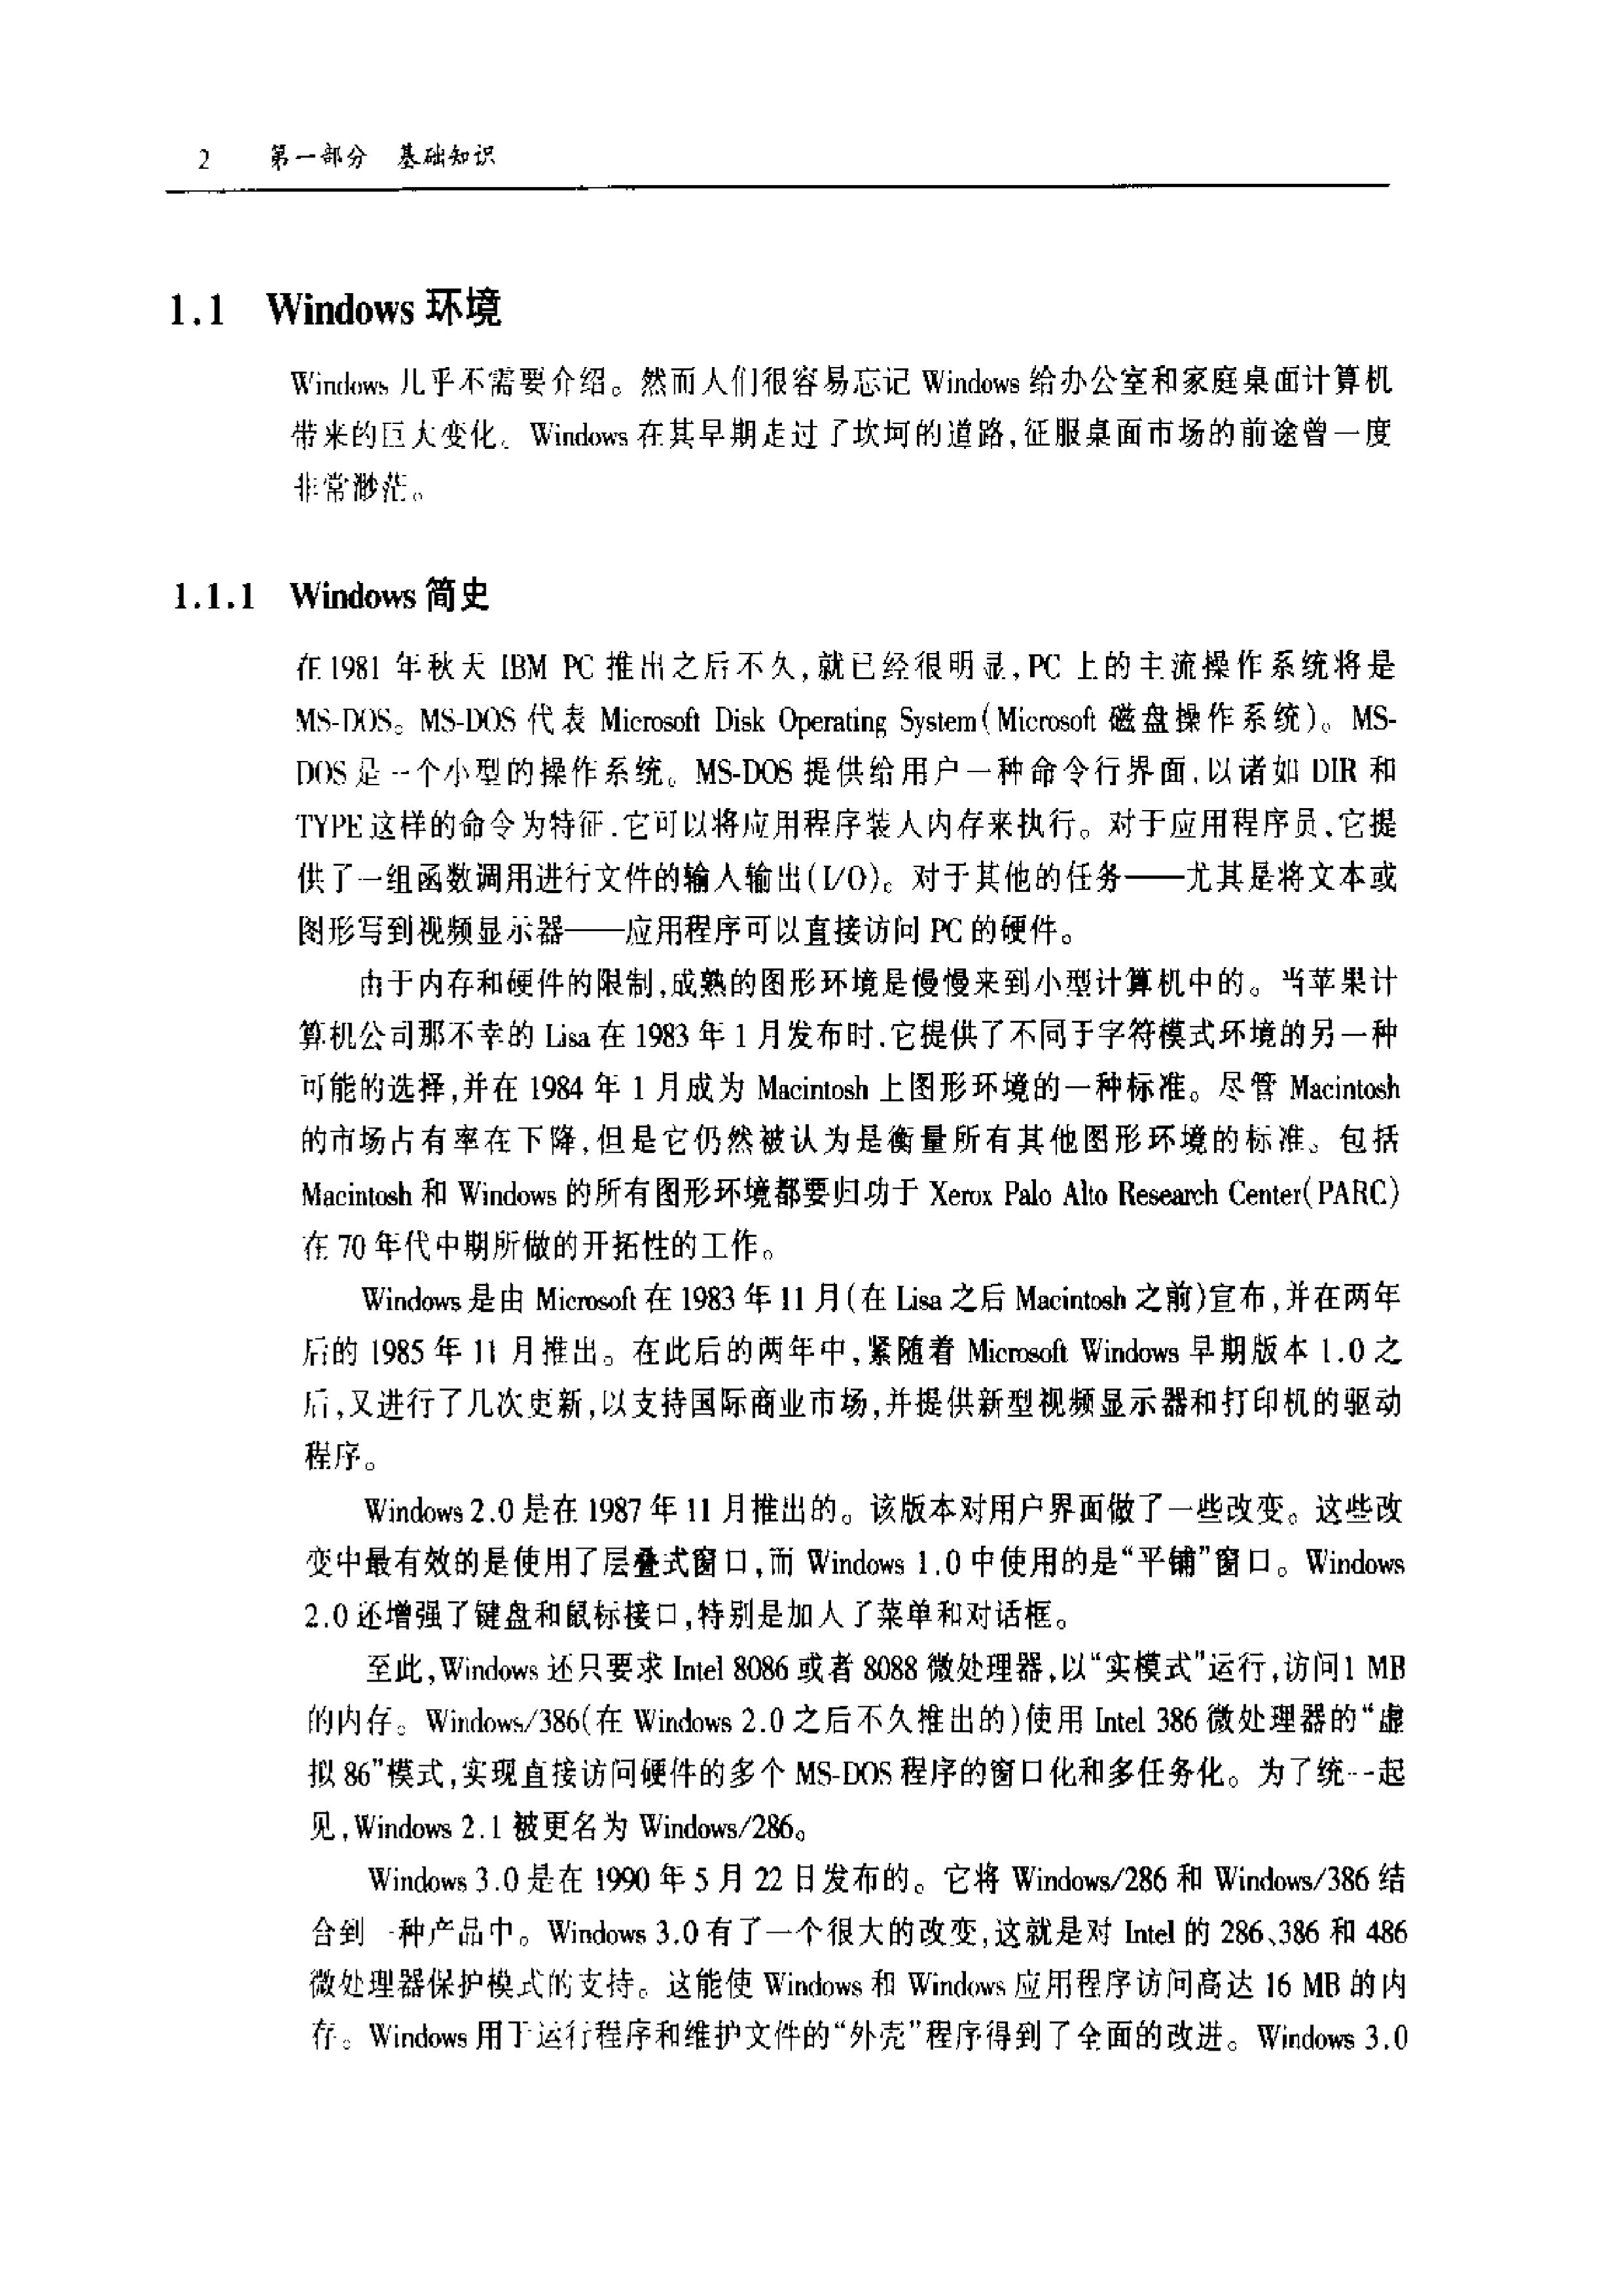 2 第一部分 基础知识
1.1 Windows 环境
Windows 几乎不需要介绍。然而人们很容易忘记 Windows 给办公室和家庭桌面计算机
带来的巨大变化。Windows 在其早期走过了坎坷的道路,征服桌面市场的前途曾一度
非常渺茫。
1.1.1 Windows 简史
在 1981 年秋天 IBM PC 推出之后不久,就已经很明显,PC 上的主流操作系统将是
MS-DOS。MS-DOS 代表 Microsoft Disk Operating System(Microsoft 磁盘操作系统)。MS-
DOS 是一个小型的操作系统。MS-DOS 提供给用户一种命令行界面,以诸如 DIR 和
TYPE 这样的命令为特征,它可以将应用程序装入内存来执行。对于应用程序员,它提
供了一组函数调用进行文件的输入输出(I/O)。对于其他的任务——尤其是将文本或
图形写到视频显示器——应用程序可以直接访问 PC 的硬件。
由于内存和硬件的限制,成熟的图形环境是慢慢来到小型计算机中的。当苹果计
算机公司那不幸的 Lisa 在 1983 年 1 月发布时,它提供了不同于字符模式环境的另一种
可能的选择,并在 1984 年 1 月成为 Macintosh 上图形环境的一种标准。尽管 Macintosh
的市场占有率在下降,但是它仍然被认为是衡量所有其他图形环境的标准。包括
Macintosh 和 Windows 的所有图形环境都要归功于 Xerox Palo Alto Research Center(PARC)
在 70 年代中期所做的开拓性的工作。
Windows 是由 Microsoft 在 1983 年 11 月(在 Lisa 之后 Macintosh 之前)宣布,并在两年
后的 1985 年 11 月推出。在此后的两年中,紧随着 Microsoft Windows 早期版本 1.0 之
后,又进行了几次更新,以支持国际商业市场,并提供新型视频显示器和打印机的驱动
程序。
Windows 2.0 是在 1987 年 11 月推出的。该版本对用户界面做了一些改变。这些改
变中最有效的是使用了层叠式窗口,而 Windows 1.0 中使用的是“平铺”窗口。Windows
2.0 还增强了键盘和鼠标接口,特别是加入了菜单和对话框。
至此,Windows 还只要求 Intel 8086 或者 8088 微处理器,以“实模式”运行,访问 1 MB
的内存。Windows/386(在 Windows 2.0 之后不久推出的)使用 Intel 386 微处理器的“虚
拟 86”模式,实现直接访问硬件的多个 MS-DOS 程序的窗口化和多任务化。为了统一起
见,Windows 2.1 被更名为 Windows/286。
Windows 3.0 是在 1990 年 5 月 22 日发布的。它将 Windows/286 和 Windows/386 结
合到一种产品中。Windows 3.0 有了一个很大的改变,这就是对 Intel 的 286、386 和 486
微处理器保护模式的支持。这能使 Windows 和 Windows 应用程序访问高达 16 MB 的内
存。Windows 用于运行程序和维护文件的“外壳”程序得到了全面的改进。Windows 3.0